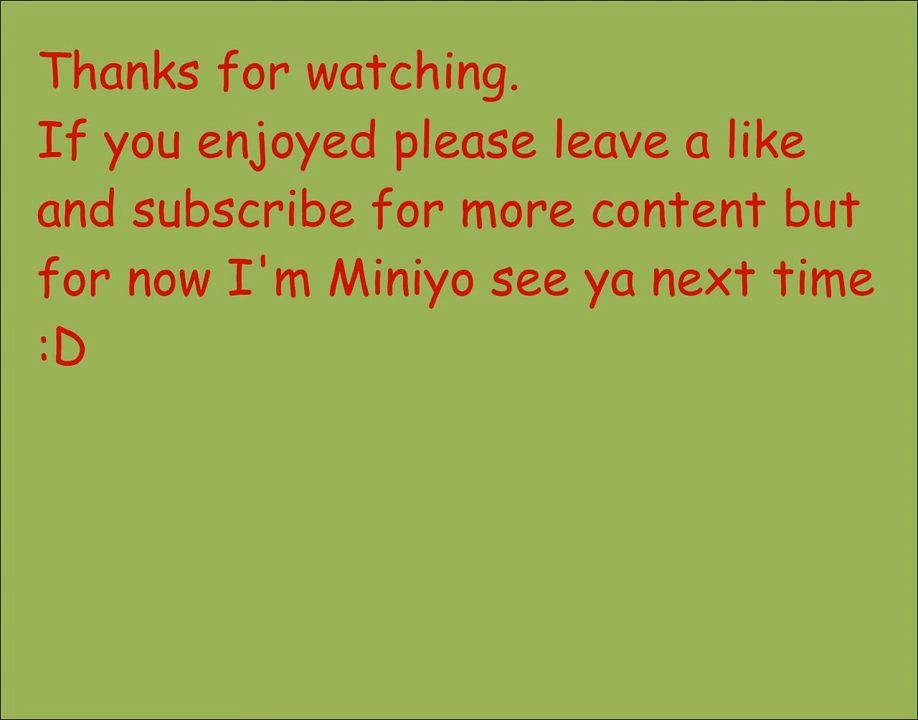 Thanks for watching.
If you enjoyed please leave a like
and subscribe for more content but
for now I'm Miniyo see ya next time
:D